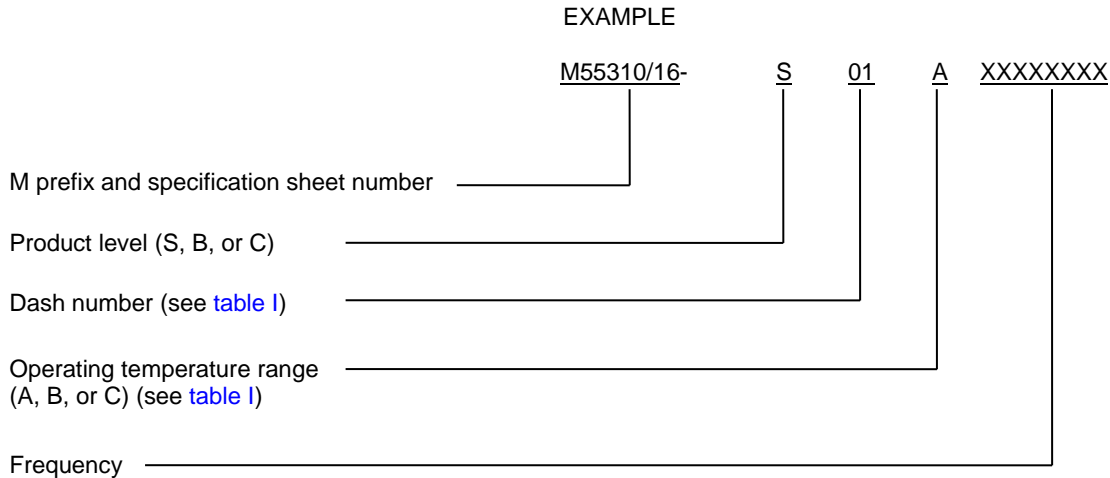 EXAMPLE
M55310/16- S 01 A XXXXXXXX
M prefix and specification sheet number
Product level (S, B, or C)
Dash number (see table I)
Operating temperature range
(A, B, or C) (see table I)
Frequency